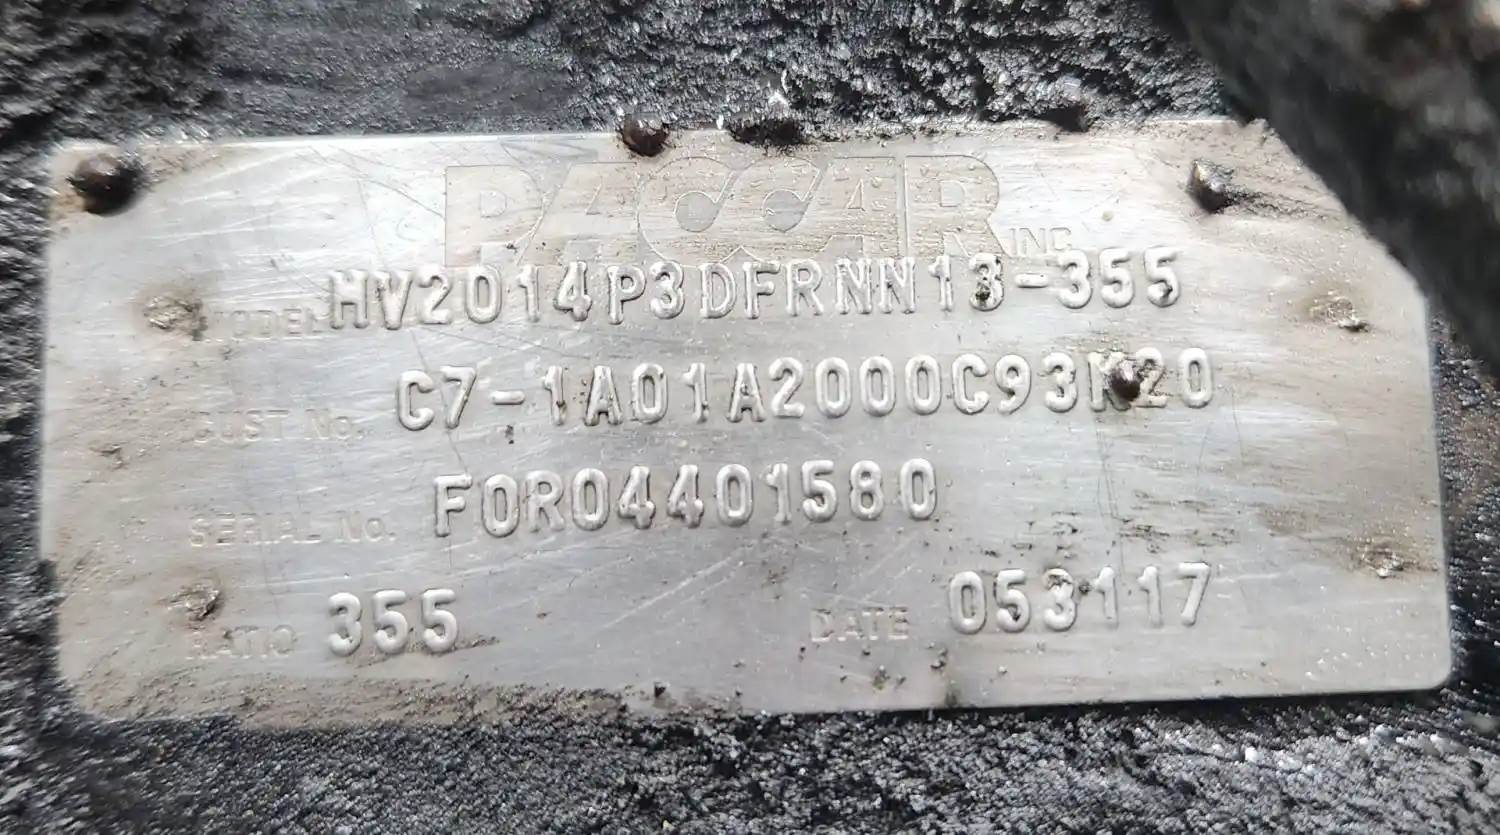 PACCAR INC
MODEL HV2014P3DFRNN13-355
CUST No. C7-1A01A2000C93K20
SERIAL No. F0R04401580
RATIO 355 DATE 053117